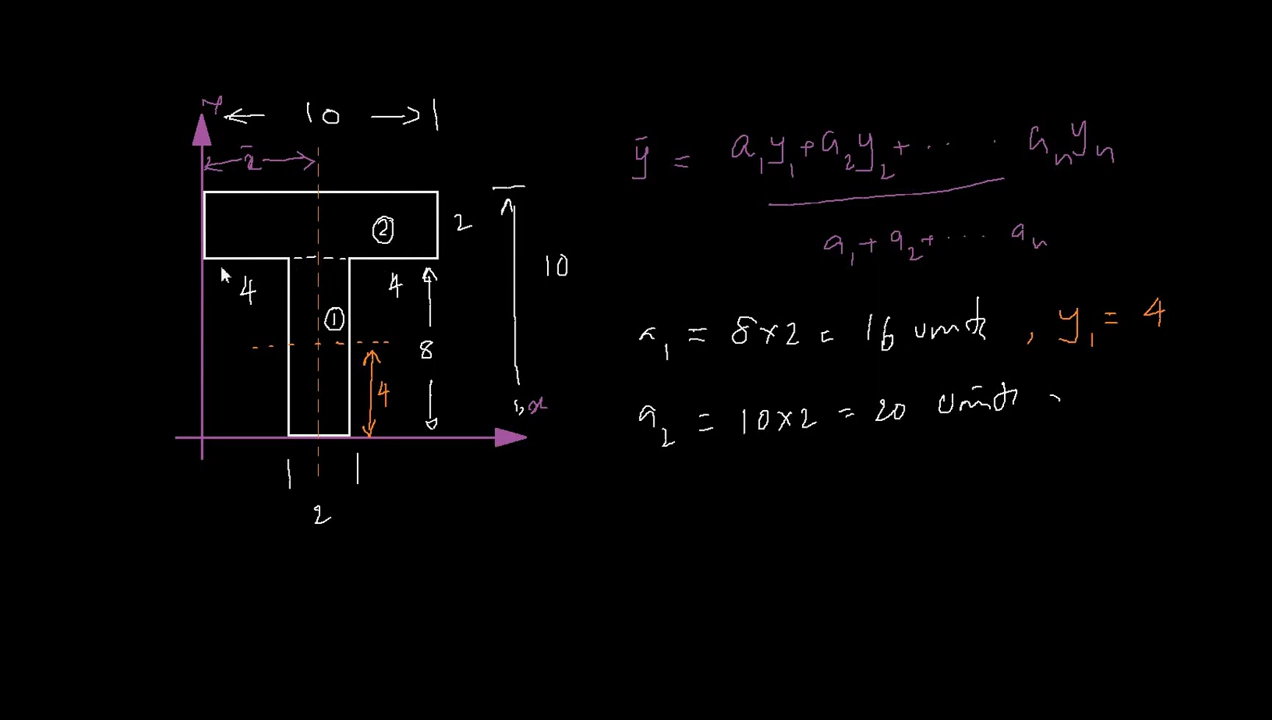 y
10
x̄
②
2
10
4
4
①
8
4
x
2
ȳ = a₁y₁ + a₂y₂ + ..... aₙyₙ
a₁ + a₂ + .... aₙ
a₁ = 8×2 = 16 units , y₁ = 4
a₂ = 10×2 = 20 units ,